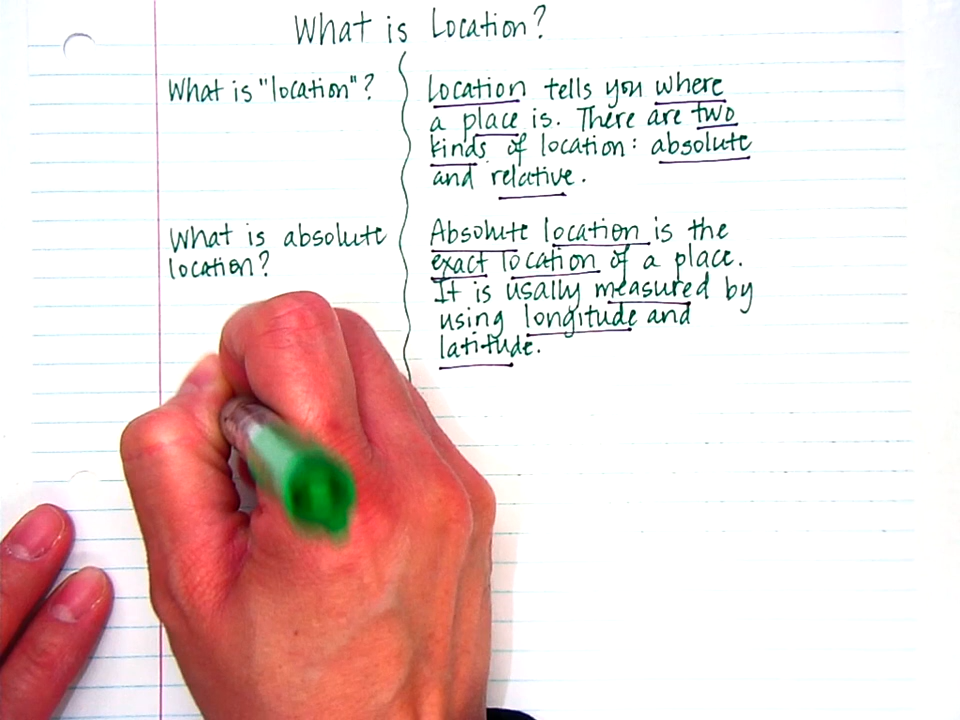 What is Location?
What is "location"?
Location tells you where
a place is. There are two
kinds of location: absolute
and relative.
What is absolute
location?
Absolute location is the
exact location of a place.
It is usally measured by
using longitude and
latitude.